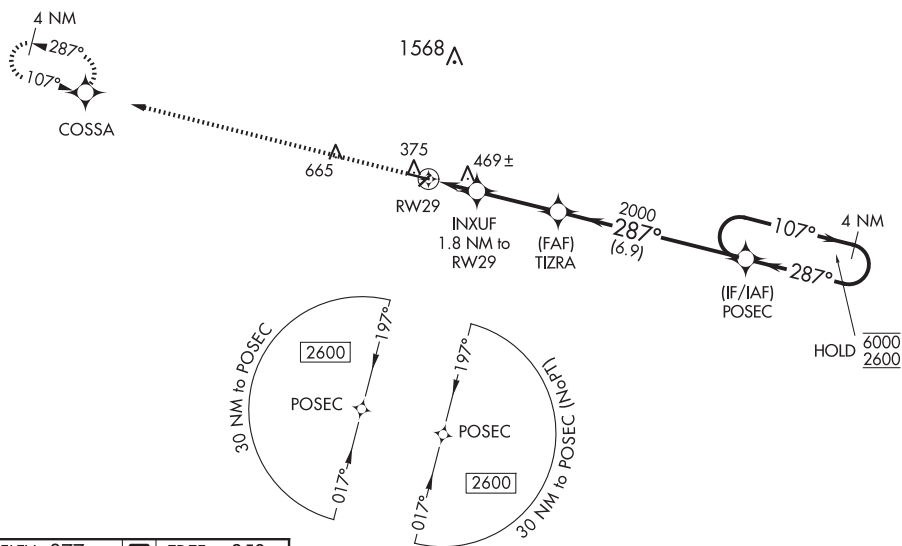 4 NM
287°
107°
COSSA
1568
665
375
469±
RW29
INXUF
1.8 NM to
RW29
(FAF)
TIZRA
2000
287°
(6.9)
107°
4 NM
287°
(IF/IAF)
POSEC
HOLD
6000
2600
30 NM to POSEC
2600
197°
POSEC
017°
197°
POSEC
2600
017°
30 NM to POSEC (NoPT)